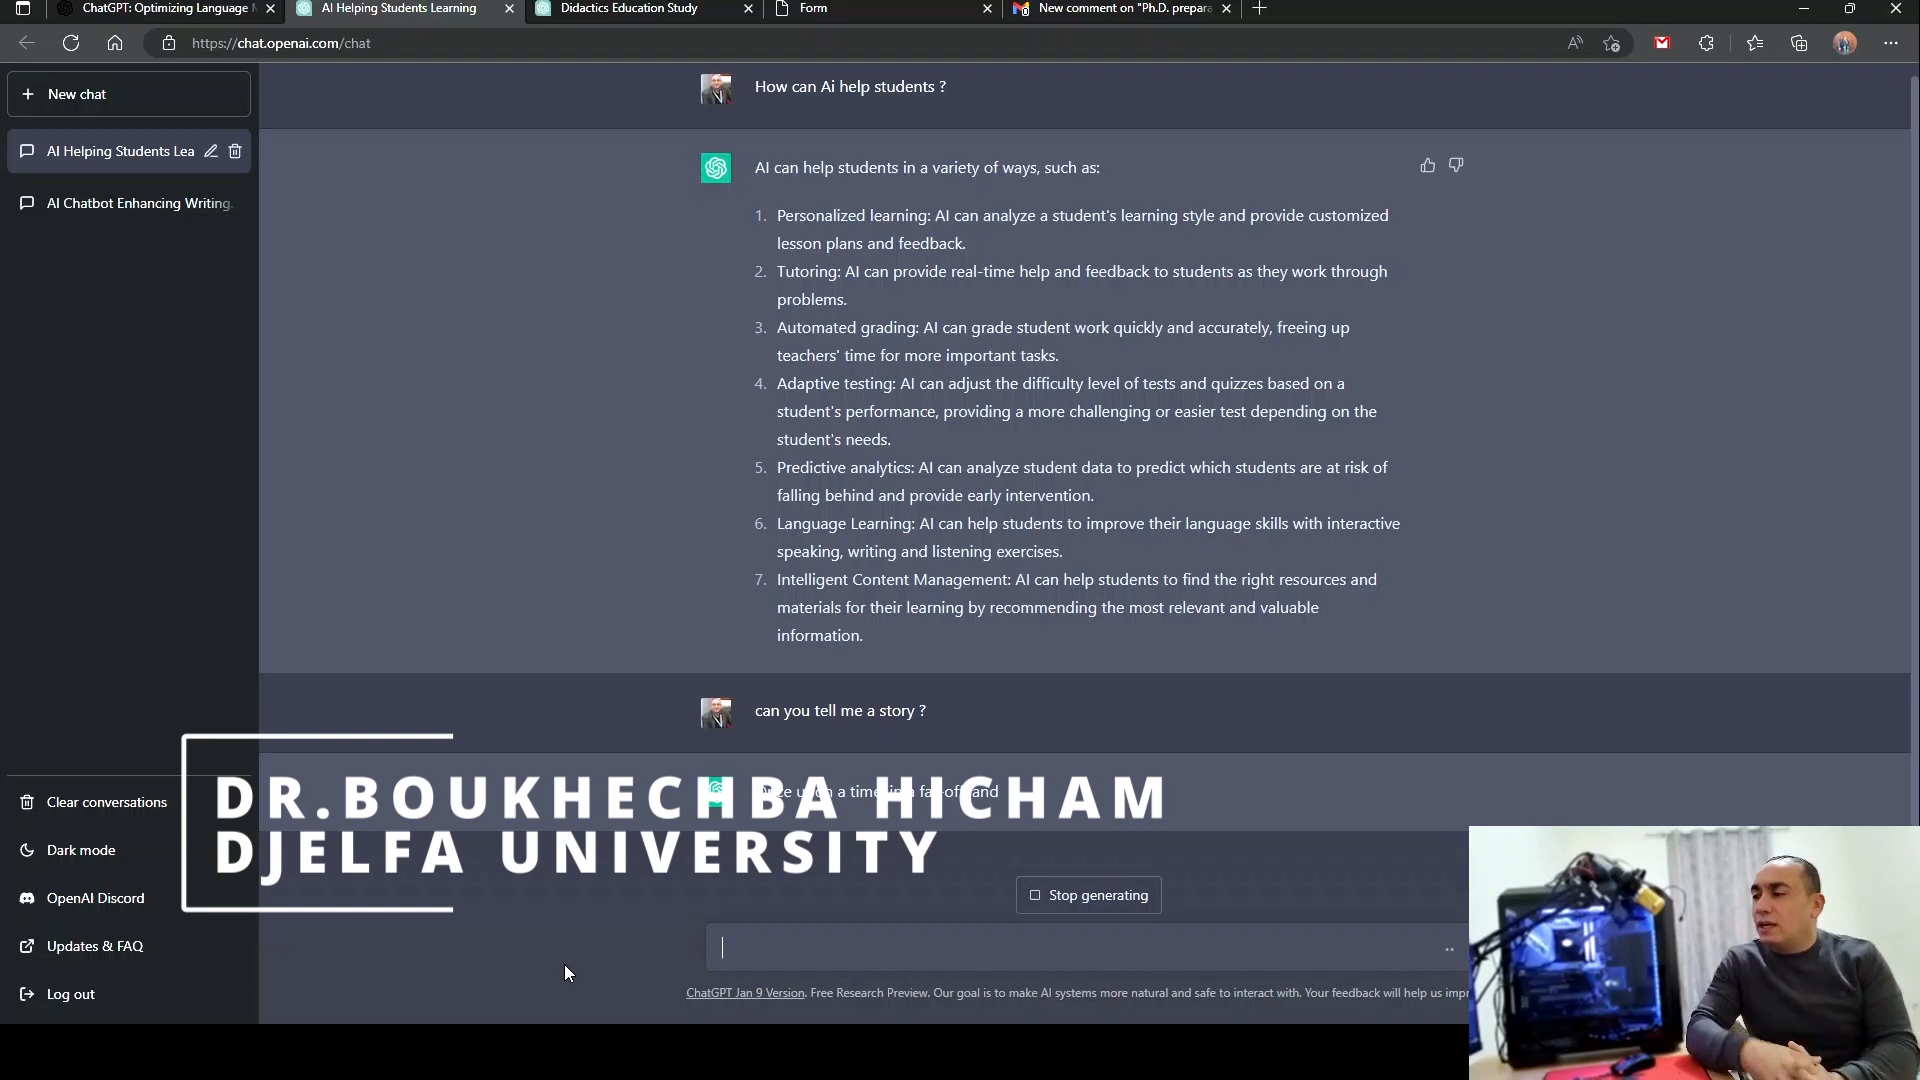 ChatGPT: Optimizing Language M
AI Helping Students Learning
Didactics Education Study
Form
New comment on "Ph.D. prepara
https://chat.openai.com/chat
New chat
AI Helping Students Lea
AI Chatbot Enhancing Writing.
How can Ai help students ?
AI can help students in a variety of ways, such as:
1. Personalized learning: AI can analyze a student's learning style and provide customized
lesson plans and feedback.
2. Tutoring: AI can provide real-time help and feedback to students as they work through
problems.
3. Automated grading: AI can grade student work quickly and accurately, freeing up
teachers' time for more important tasks.
4. Adaptive testing: AI can adjust the difficulty level of tests and quizzes based on a
student's performance, providing a more challenging or easier test depending on the
student's needs.
5. Predictive analytics: AI can analyze student data to predict which students are at risk of
falling behind and provide early intervention.
6. Language Learning: AI can help students to improve their language skills with interactive
speaking, writing and listening exercises.
7. Intelligent Content Management: AI can help students to find the right resources and
materials for their learning by recommending the most relevant and valuable
information.
can you tell me a story ?
Once upon a time, in a far-off land
DR.BOUKHECHBA HICHAM
DJELFA UNIVERSITY
Clear conversations
Dark mode
OpenAI Discord
Updates & FAQ
Log out
Stop generating
ChatGPT Jan 9 Version. Free Research Preview. Our goal is to make AI systems more natural and safe to interact with. Your feedback will help us impr